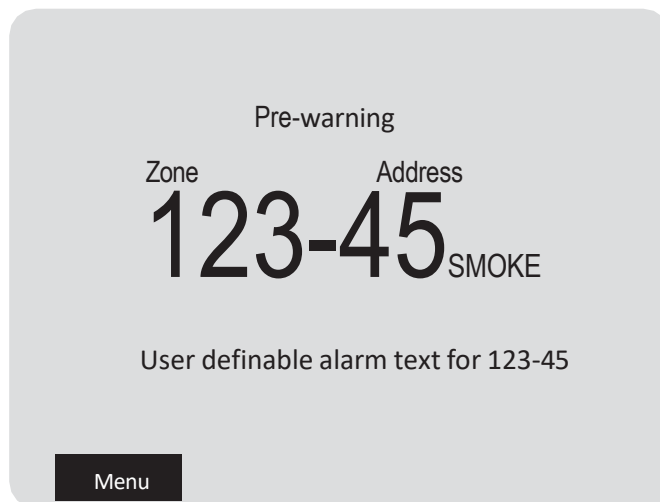 Pre-warning
Zone Address
123-45 SMOKE
User definable alarm text for 123-45
Menu